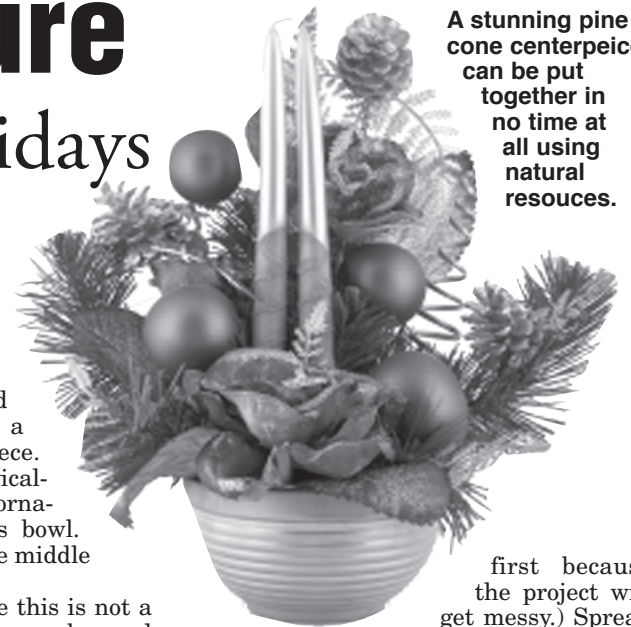 ure
idays
A stunning pine
cone centerpeice
can be put
together in
no time at
all using
natural
resouces.
d
a
ece.
ical-
orna-
s bowl.
e middle
e this is not a
first becaus
the project wi
get messy.) Sprea